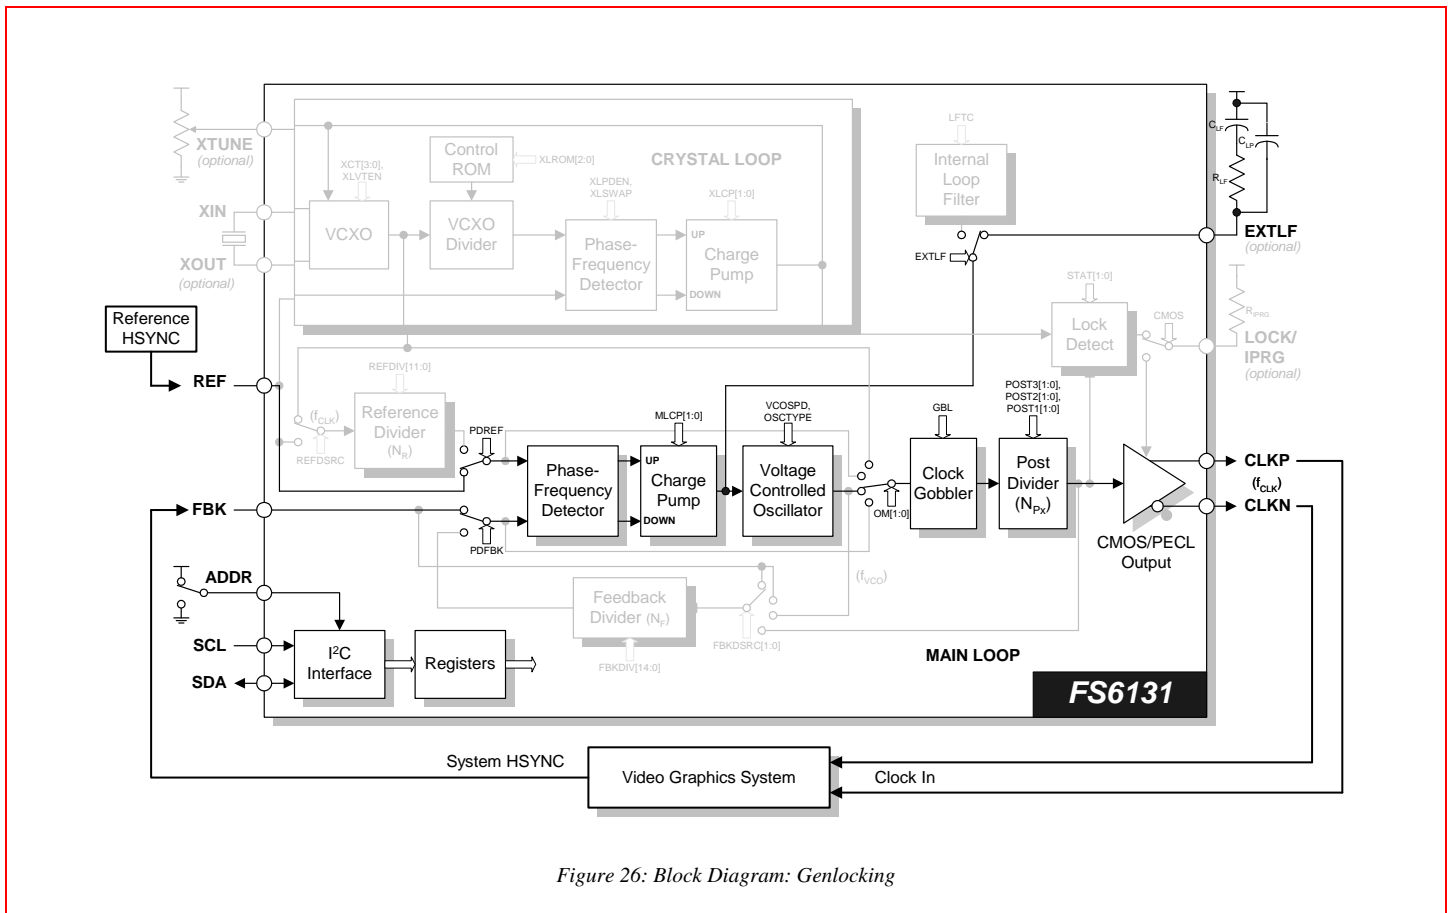 XTUNE
(optional)
XCT[3:0],
XLVTEN
Control
ROM
XLROM[2:0]
CRYSTAL LOOP
LFTC
Internal
Loop
Filter
CLF
CLP
RLF
XIN
VCXO
VCXO
Divider
XLPDEN,
XLSWAP
Phase-
Frequency
Detector
XLCP[1:0]
UP
Charge
Pump
DOWN
XOUT
(optional)
EXTLF
EXTLF
(optional)
STAT[1:0]
Lock
Detect
CMOS
RIPRG
LOCK/
IPRG
(optional)
Reference
HSYNC
REF
REFDIV[11:0]
(fCLK)
Reference
Divider
(NR)
REFDSRC
PDREF
MLCP[1:0]
VCOSPD,
OSCTYPE
GBL
POST3[1:0],
POST2[1:0],
POST1[1:0]
Phase-
Frequency
Detector
UP
Charge
Pump
DOWN
Voltage
Controlled
Oscillator
OM[1:0]
Clock
Gobbler
Post
Divider
(NPx)
CLKP
(fCLK)
CLKN
CMOS/PECL
Output
FBK
PDFBK
ADDR
Feedback
Divider (NF)
(fVCO)
FBKDSRC[1:0]
FBKDIV[14:0]
SCL
SDA
I2C
Interface
Registers
MAIN LOOP
FS6131
System HSYNC
Video Graphics System
Clock In
Figure 26: Block Diagram: Genlocking